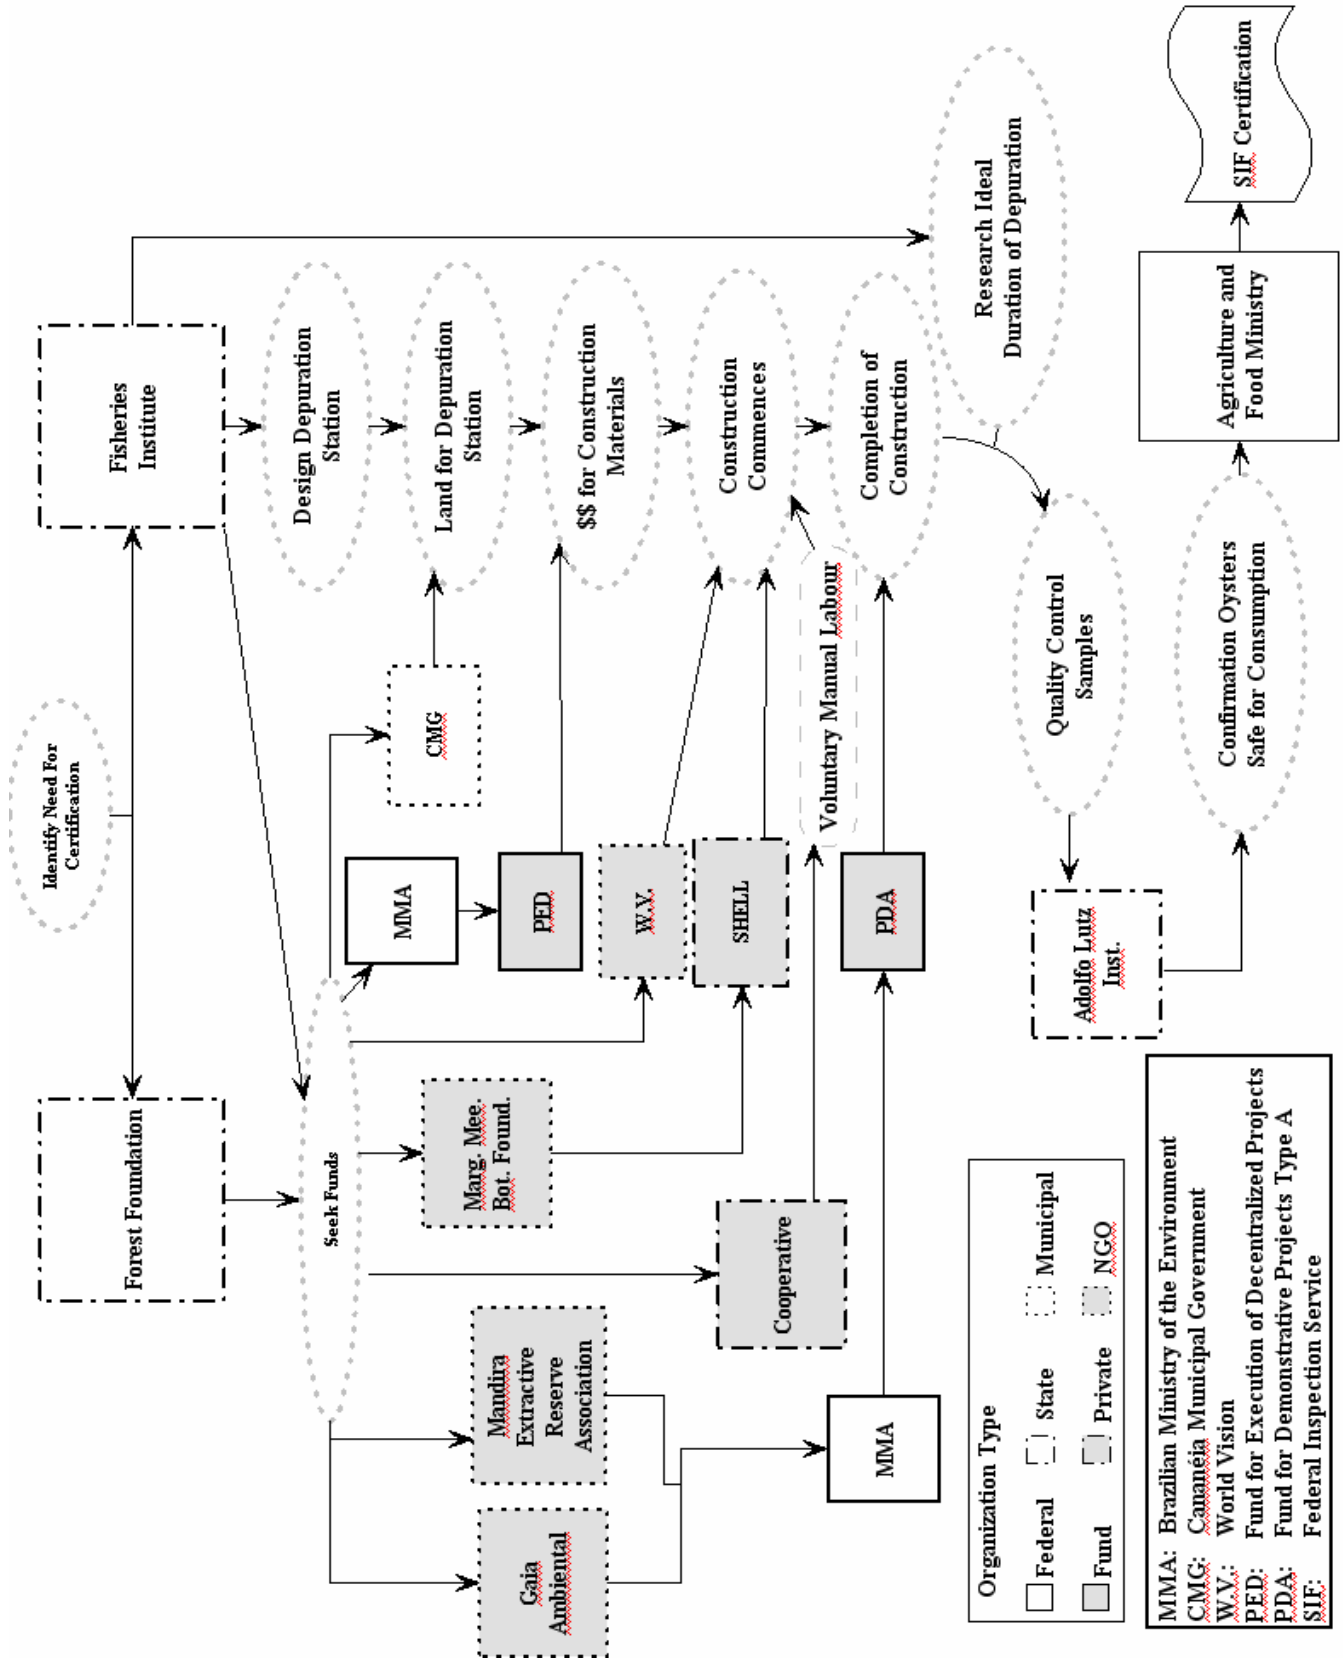 Identify Need For
Certification
Forest Foundation
Fisheries
Institute
Seek Funds
Design Depuration
Station
CMG
Land for Depuration
Station
MMA
PED
$$ for Construction
Materials
Marg. Mee.
Bot. Found.
W.V.
SHELL
Construction
Commences
Mandira
Extractive
Reserve
Association
Gaia
Ambiental
Cooperative
Voluntary Manual Labour
MMA
PDA
Completion of
Construction
Research Ideal
Duration of Depuration
Quality Control
Samples
Adolfo Lutz
Inst.
Confirmation Oysters
Safe for Consumption
Agriculture and
Food Ministry
SIF Certification
Organization Type
Federal State Municipal
Fund Private NGO
MMA: Brazilian Ministry of the Environment
CMG: Cananéia Municipal Government
W.V.: World Vision
PED: Fund for Execution of Decentralized Projects
PDA: Fund for Demonstrative Projects Type A
SIF: Federal Inspection Service